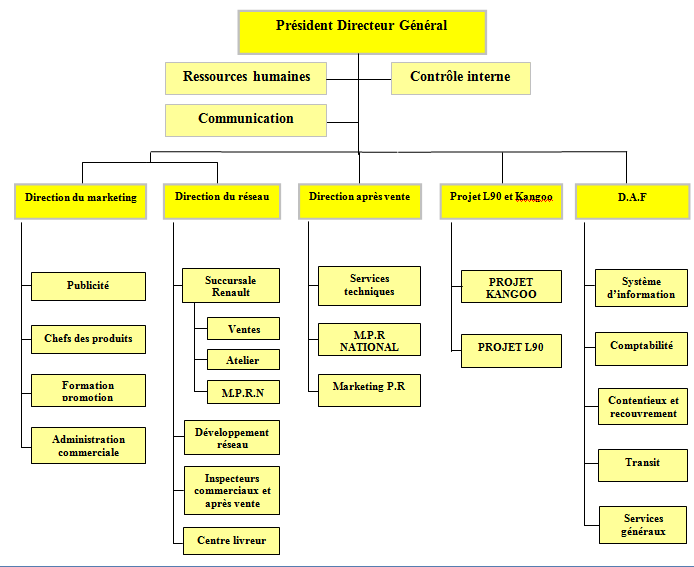 Président Directeur Général
Ressources humaines
Contrôle interne
Communication
Direction du marketing
Direction du réseau
Direction après vente
Projet L90 et Kangoo
D.A.F
Publicité
Chefs des produits
Formation
promotion
Administration
commerciale
Succursale
Renault
Ventes
Atelier
M.P.R.N
Développement
réseau
Inspecteurs
commerciaux et
après vente
Centre livreur
Services
techniques
M.P.R
NATIONAL
Marketing P.R
PROJET
KANGOO
PROJET L90
Système
d'information
Comptabilité
Contentieux et
recouvrement
Transit
Services
généraux